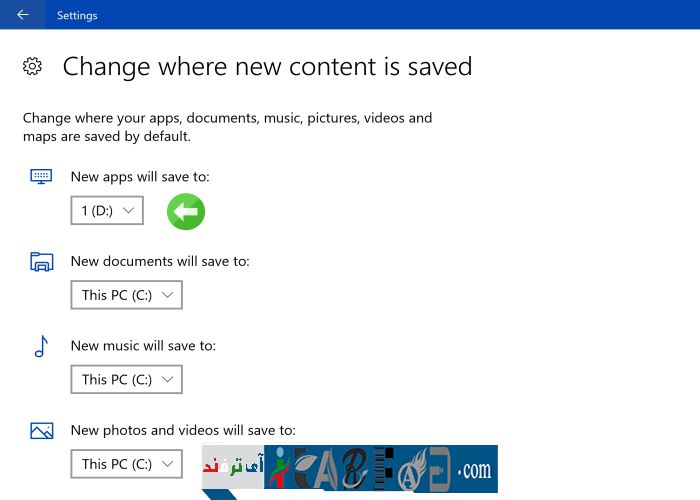 Settings
Change where new content is saved
Change where your apps, documents, music, pictures, videos and
maps are saved by default.
New apps will save to:
1 (D:)
New documents will save to:
This PC (C:)
New music will save to:
This PC (C:)
New photos and videos will save to:
This PC (C:)
آی ترفند
.com